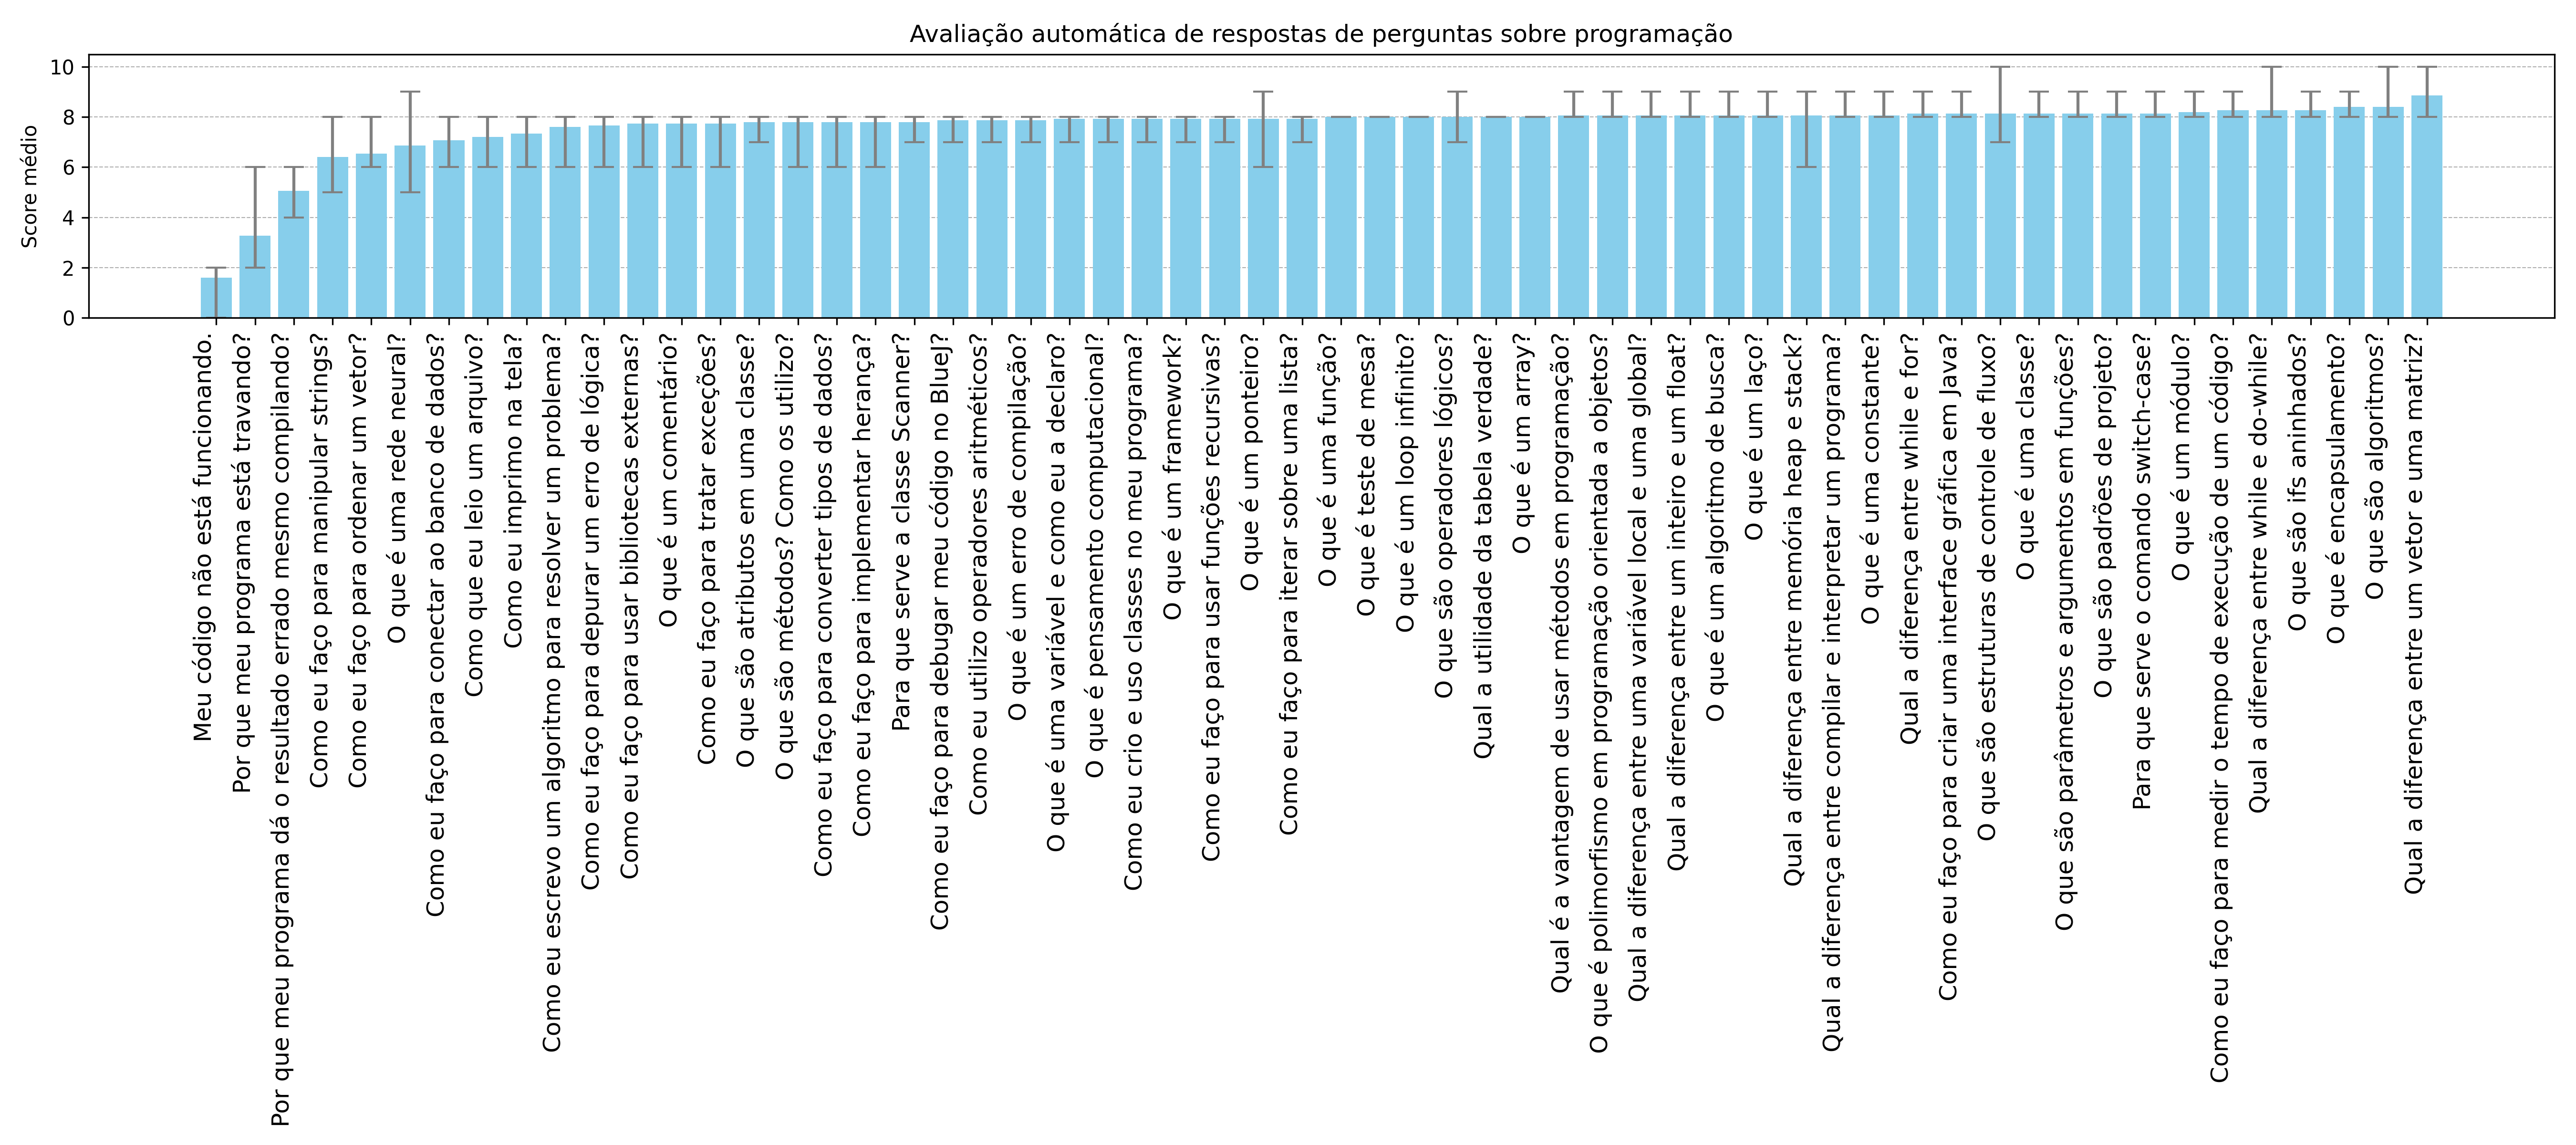 Avaliação automática de respostas de perguntas sobre programação
Score médio
10
8
6
4
2
0
Meu código não está funcionando.
Por que meu programa está travando?
Por que meu programa dá o resultado errado mesmo compilando?
Como eu faço para manipular strings?
Como eu faço para ordenar um vetor?
O que é uma rede neural?
Como eu faço para conectar ao banco de dados?
Como que eu leio um arquivo?
Como eu imprimo na tela?
Como eu escrevo um algoritmo para resolver um problema?
Como eu faço para depurar um erro de lógica?
Como eu faço para usar bibliotecas externas?
O que é um comentário?
Como eu faço para tratar exceções?
O que são atributos em uma classe?
O que são métodos? Como os utilizo?
Como eu faço para converter tipos de dados?
Como eu faço para implementar herança?
Para que serve a classe Scanner?
Como eu faço para debugar meu código no BlueJ?
Como eu utilizo operadores aritméticos?
O que é um erro de compilação?
O que é uma variável e como eu a declaro?
O que é pensamento computacional?
Como eu crio e uso classes no meu programa?
O que é um framework?
Como eu faço para usar funções recursivas?
O que é um ponteiro?
Como eu faço para iterar sobre uma lista?
O que é uma função?
O que é teste de mesa?
O que é um loop infinito?
O que são operadores lógicos?
Qual a utilidade da tabela verdade?
O que é um array?
Qual é a vantagem de usar métodos em programação?
O que é polimorfismo em programação orientada a objetos?
Qual a diferença entre uma variável local e uma global?
Qual a diferença entre um inteiro e um float?
O que é um algoritmo de busca?
O que é um laço?
Qual a diferença entre memória heap e stack?
Qual a diferença entre compilar e interpretar um programa?
O que é uma constante?
Qual a diferença entre while e for?
Como eu faço para criar uma interface gráfica em Java?
O que são estruturas de controle de fluxo?
O que é uma classe?
O que são parâmetros e argumentos em funções?
O que são padrões de projeto?
Para que serve o comando switch-case?
O que é um módulo?
Como eu faço para medir o tempo de execução de um código?
Qual a diferença entre while e do-while?
O que são ifs aninhados?
O que é encapsulamento?
O que são algoritmos?
Qual a diferença entre um vetor e uma matriz?